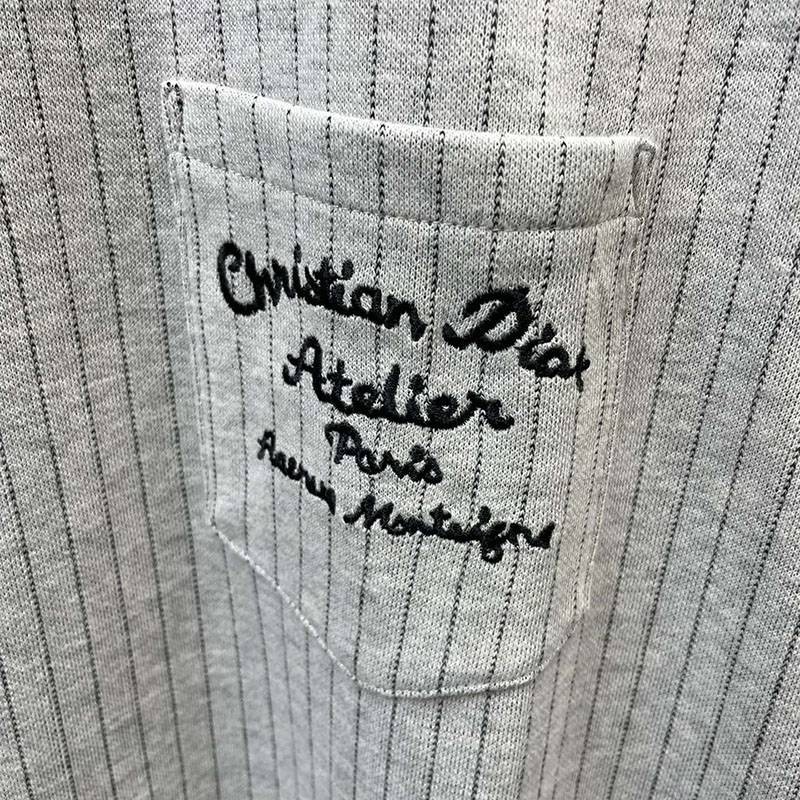 Christian Dior
Atelier
Paris
Avenue Montaigne